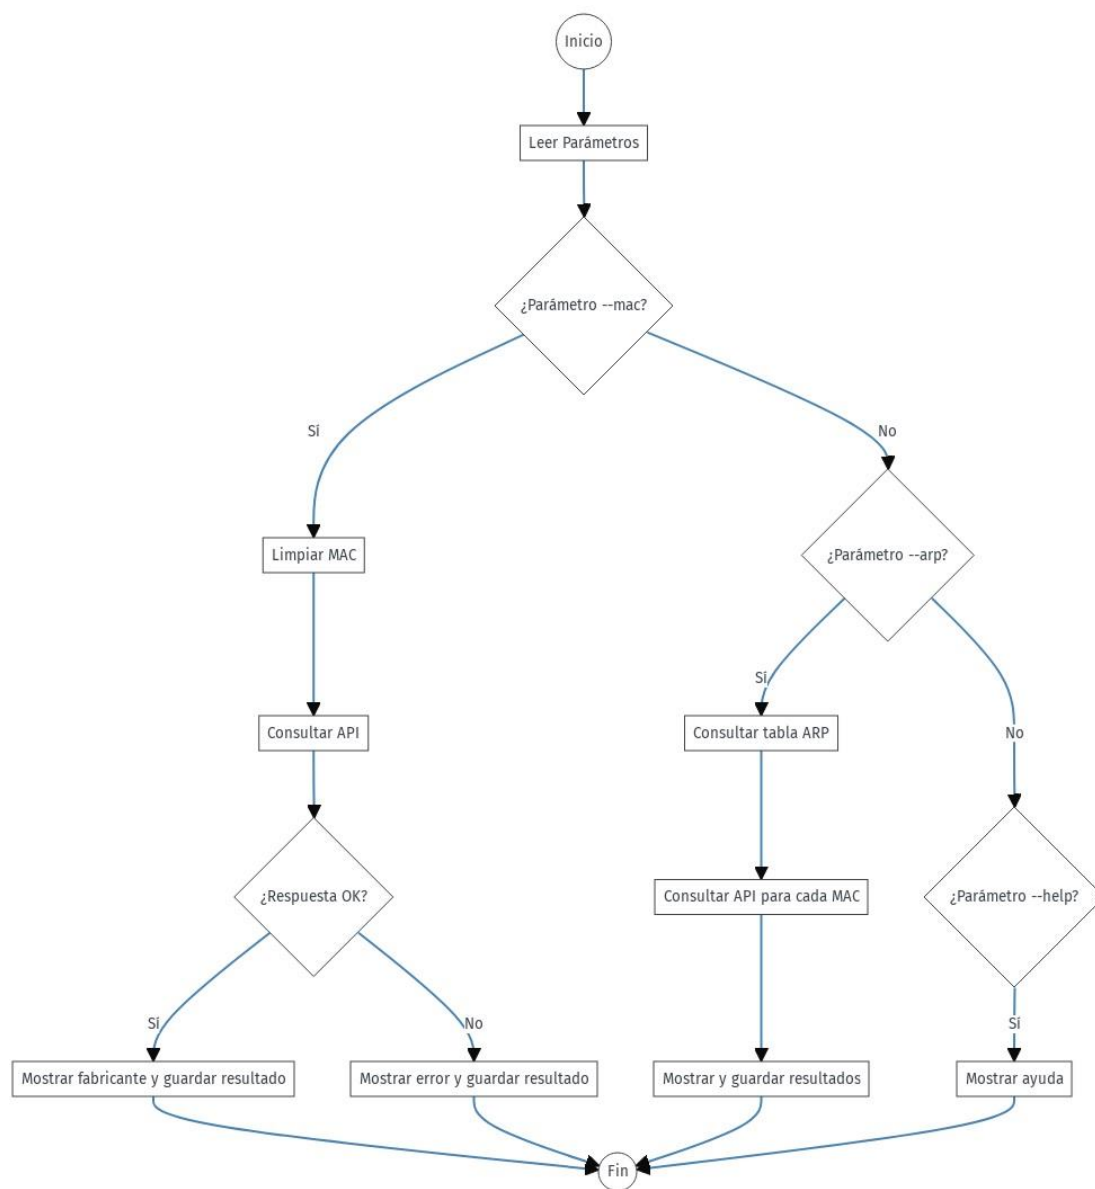 Inicio
Leer Parámetros
¿Parámetro --mac?
Sí
No
Limpiar MAC
¿Parámetro --arp?
Sí
Consultar API
Consultar tabla ARP
No
¿Respuesta OK?
Consultar API para cada MAC
¿Parámetro --help?
Sí
No
Sí
Mostrar fabricante y guardar resultado
Mostrar error y guardar resultado
Mostrar y guardar resultados
Mostrar ayuda
Fin